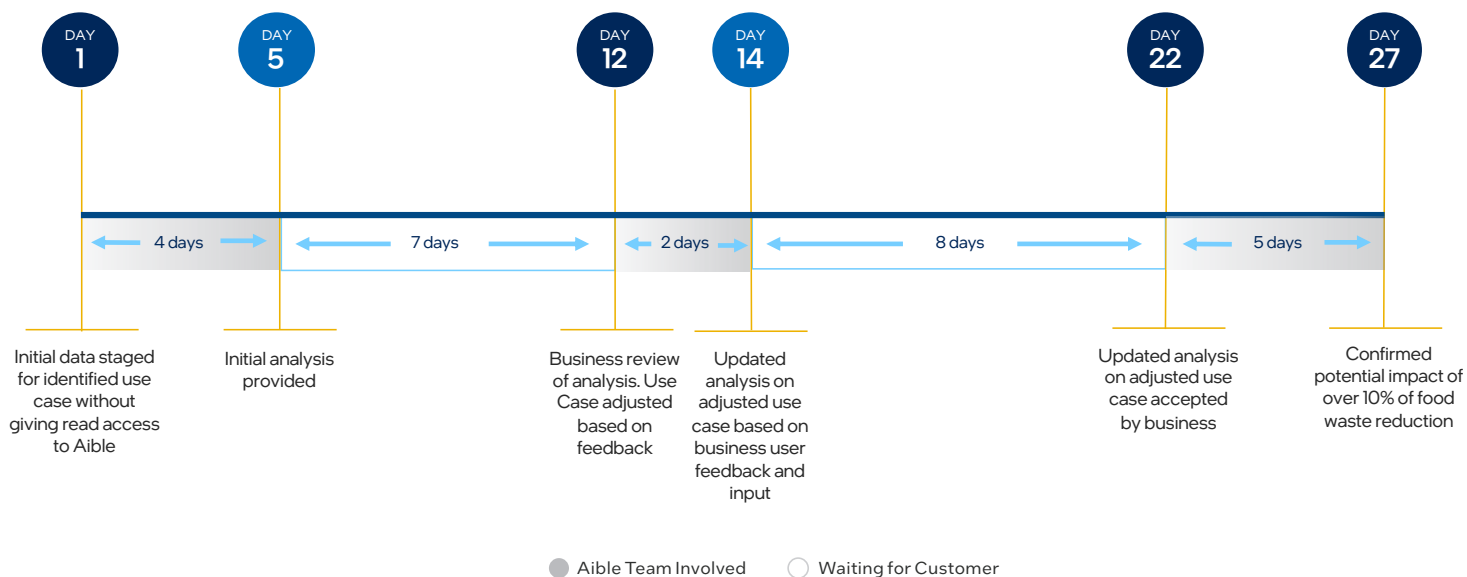 DAY
1
DAY
5
DAY
12
DAY
14
DAY
22
DAY
27
4 days
7 days
2 days
8 days
5 days
Initial data staged
for identified use
case without
giving read access
to Aible
Initial analysis
provided
Business review
of analysis. Use
Case adjusted
based on
feedback
Updated
analysis on
adjusted use
case based on
business user
feedback and
input
Updated analysis
on adjusted use
case accepted
by business
Confirmed
potential impact of
over 10% of food
waste reduction
Aible Team Involved
Waiting for Customer